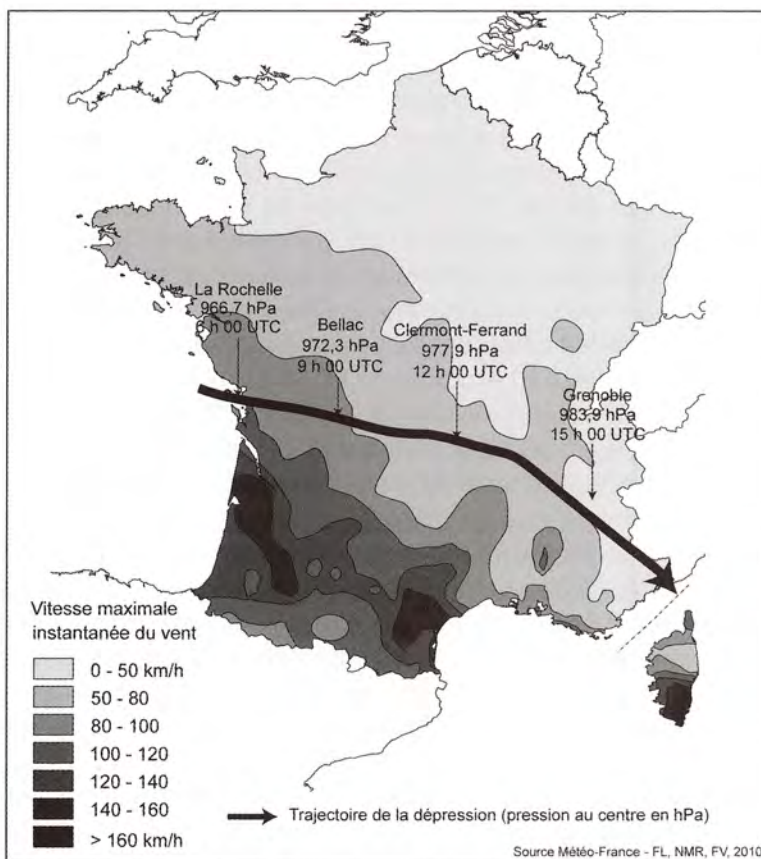 La Rochelle
966,7 hPa
6 h 00 UTC
Bellac
972,3 hPa
9 h 00 UTC
Clermont-Ferrand
977,9 hPa
12 h 00 UTC
Grenoble
983,9 hPa
15 h 00 UTC
Vitesse maximale
instantanée du vent
0 - 50 km/h
50 - 80
80 - 100
100 - 120
120 - 140
140 - 160
> 160 km/h
Trajectoire de la dépression (pression au centre en hPa)
Source Météo-France - FL, NMR, FV, 2010